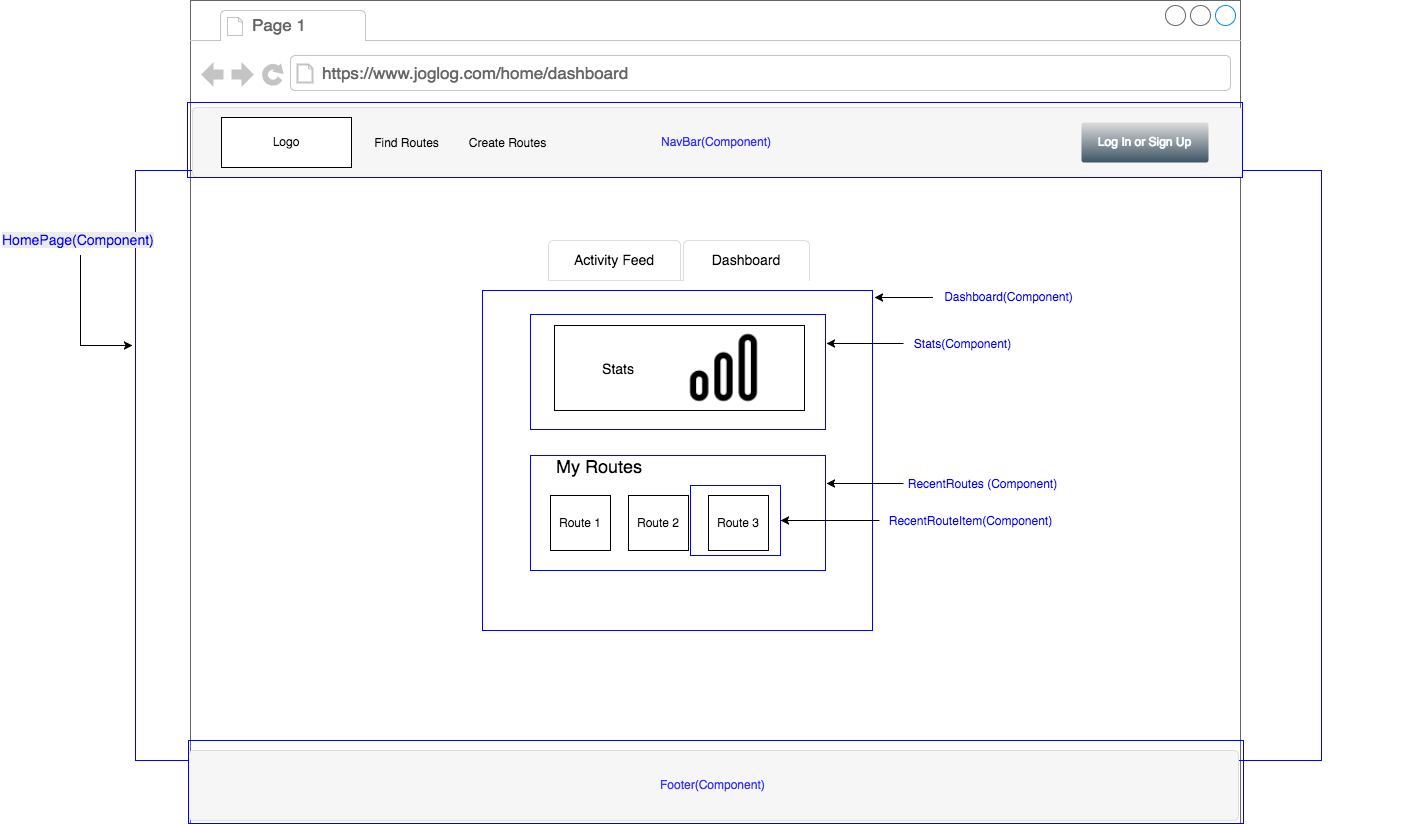 Page 1
https://www.joglog.com/home/dashboard
Logo
Find Routes
Create Routes
NavBar(Component)
Log In or Sign Up
HomePage(Component)
Activity Feed
Dashboard
Dashboard(Component)
Stats(Component)
Stats
My Routes
RecentRoutes (Component)
Route 1
Route 2
Route 3
RecentRouteItem(Component)
Footer(Component)